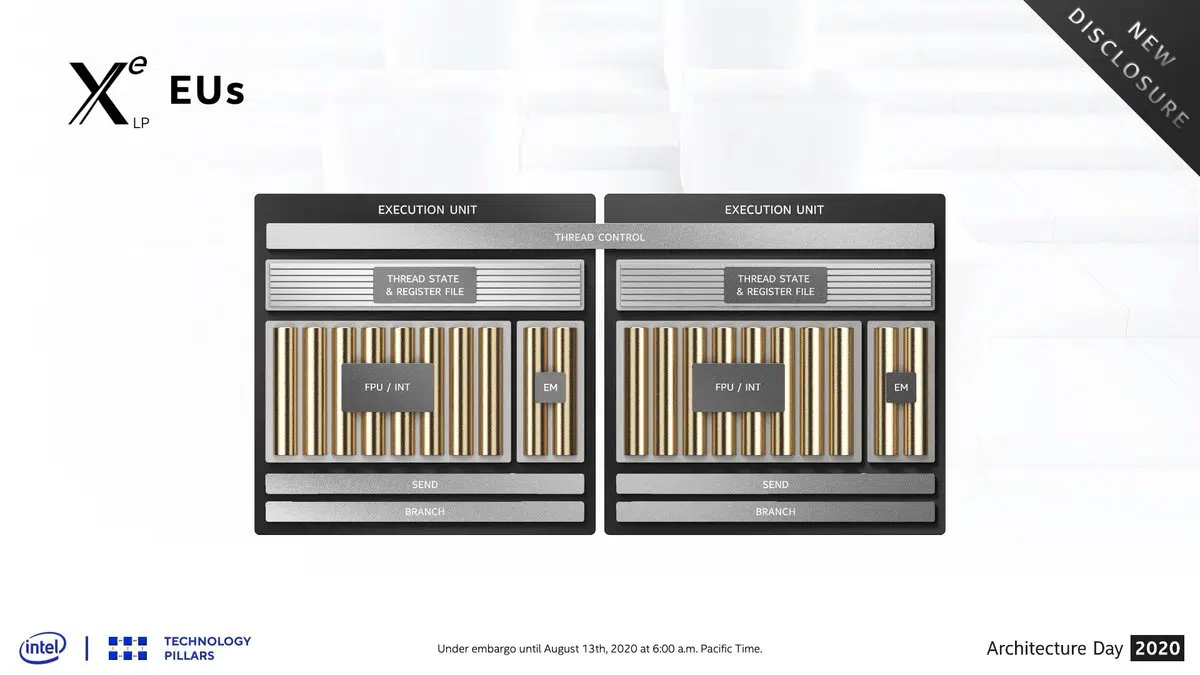 Xe LP EUs
NEW
DISCLOSURE
EXECUTION UNIT
EXECUTION UNIT
THREAD CONTROL
THREAD STATE
& REGISTER FILE
THREAD STATE
& REGISTER FILE
FPU / INT
EM
FPU / INT
EM
SEND
SEND
BRANCH
BRANCH
intel
TECHNOLOGY
PILLARS
Under embargo until August 13th, 2020 at 6:00 a.m. Pacific Time.
Architecture Day 2020